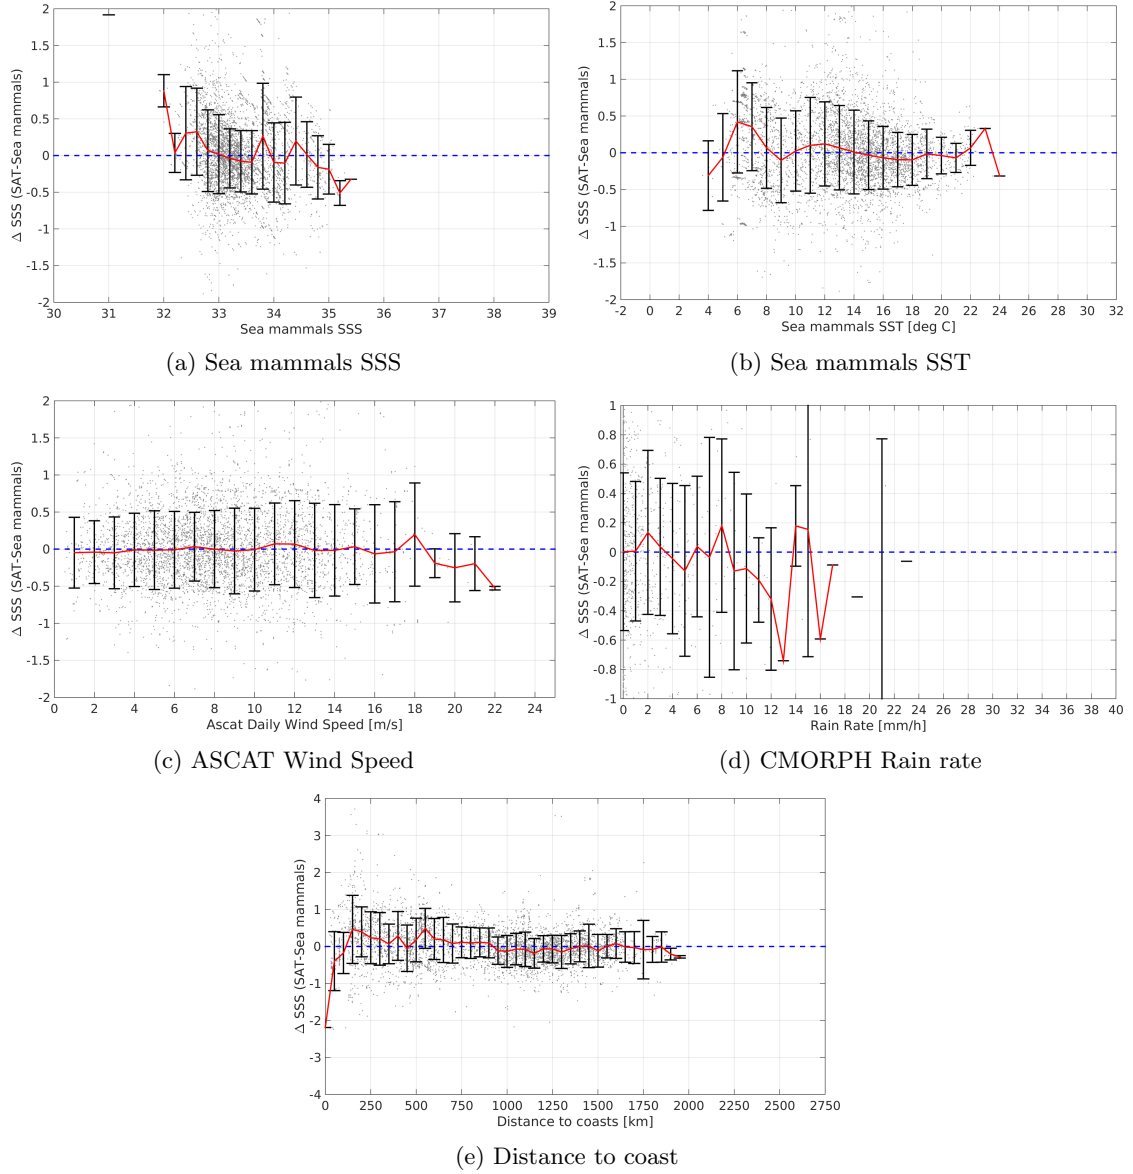 2
1.5
1
0.5
0
-0.5
-1
-1.5
-2
Δ SSS (SAT-Sea mammals)
30 31 32 33 34 35 36 37 38 39
Sea mammals SSS
(a) Sea mammals SSS
2
1.5
1
0.5
0
-0.5
-1
-1.5
-2
Δ SSS (SAT-Sea mammals)
-2 0 2 4 6 8 10 12 14 16 18 20 22 24 26 28 30 32
Sea mammals SST [deg C]
(b) Sea mammals SST
2
1.5
1
0.5
0
-0.5
-1
-1.5
-2
Δ SSS (SAT-Sea mammals)
0 2 4 6 8 10 12 14 16 18 20 22 24
Ascat Daily Wind Speed [m/s]
(c) ASCAT Wind Speed
1
0.8
0.6
0.4
0.2
0
-0.2
-0.4
-0.6
-0.8
-1
Δ SSS (SAT-Sea mammals)
0 2 4 6 8 10 12 14 16 18 20 22 24 26 28 30 32 34 36 38 40
Rain Rate [mm/h]
(d) CMORPH Rain rate
4
3
2
1
0
-1
-2
-3
-4
Δ SSS (SAT-Sea mammals)
0 250 500 750 1000 1250 1500 1750 2000 2250 2500 2750
Distance to coasts [km]
(e) Distance to coast